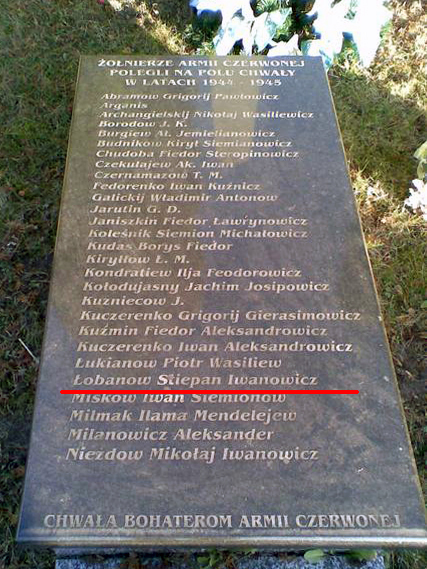 ŻOŁNIERZE ARMII CZERWONEJ
POLEGLI NA POLU CHWAŁY
W LATACH 1944 - 1945
Abramow Grigorij Pawłowicz
Arganis
Archangielskij Nikołaj Wasiliewicz
Borodow J. K.
Burgiew Al. Jemielianowicz
Budnikow Kirył Siemianowicz
Chudoba Fiedor Steropinowicz
Czekułajew Ak. Iwan
Czernamazow T. M.
Fedorenko Iwan Kuźnicz
Galickij Władimir Antonow
Jarutin G. D.
Janiszkin Fiedor Ławrynowicz
Koleśnik Siemion Michałowicz
Kudas Borys Fiedor
Kiryłłow Ł. M.
Kondratiew Ilja Feodorowicz
Kołodujasny Jachim Josipowicz
Kuzniecow J.
Kuczerenko Grigorij Gierasimowicz
Kuźmin Fiedor Aleksandrowicz
Kuczerenko Iwan Aleksandrowicz
Łukianow Piotr Wasiliew
Łobanow Stiepan Iwanowicz
Miskow Iwan Siemionow
Milmak Ilama Mendelejew
Milanowicz Aleksander
Nieżdow Mikołaj Iwanowicz
CHWAŁA BOHATEROM ARMII CZERWONEJ